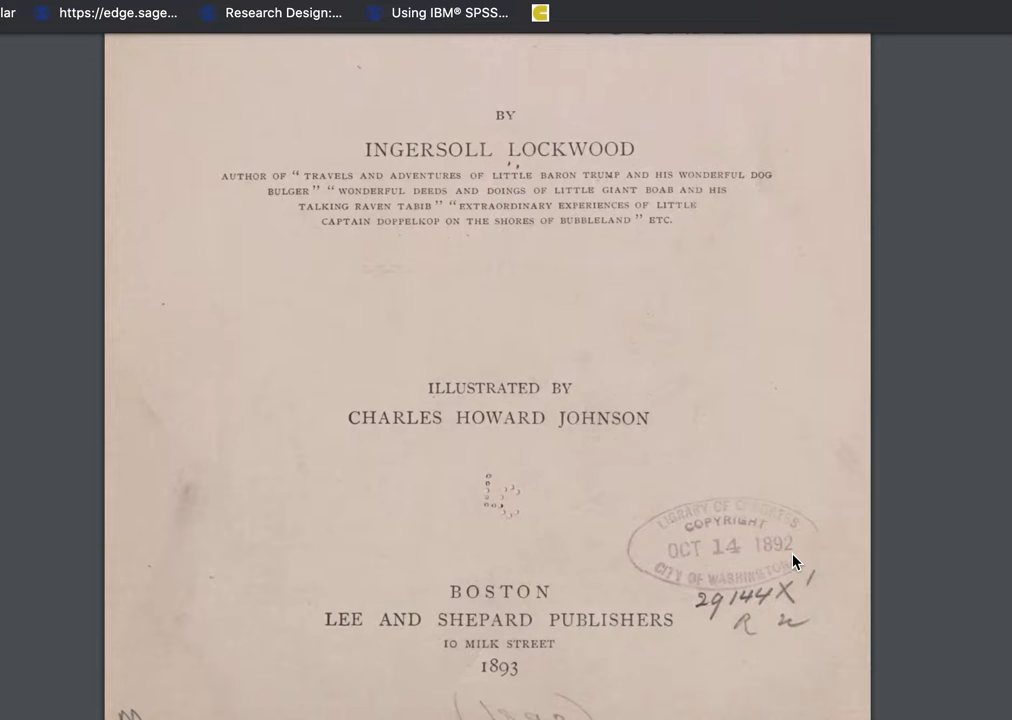 lar https://edge.sage... Research Design:... Using IBM® SPSS...
BY
INGERSOLL LOCKWOOD
AUTHOR OF “ TRAVELS AND ADVENTURES OF LITTLE BARON TRUMP AND HIS WONDERFUL DOG
BULGER ” “ WONDERFUL DEEDS AND DOINGS OF LITTLE GIANT BOAB AND HIS
TALKING RAVEN TABIB ” “ EXTRAORDINARY EXPERIENCES OF LITTLE
CAPTAIN DOPPELKOP ON THE SHORES OF BUBBLELAND ” ETC.
ILLUSTRATED BY
CHARLES HOWARD JOHNSON
LIBRARY OF CONGRESS
COPYRIGHT
OCT 14 1892
CITY OF WASHINGTON
29144X
BOSTON
LEE AND SHEPARD PUBLISHERS
10 MILK STREET
1893